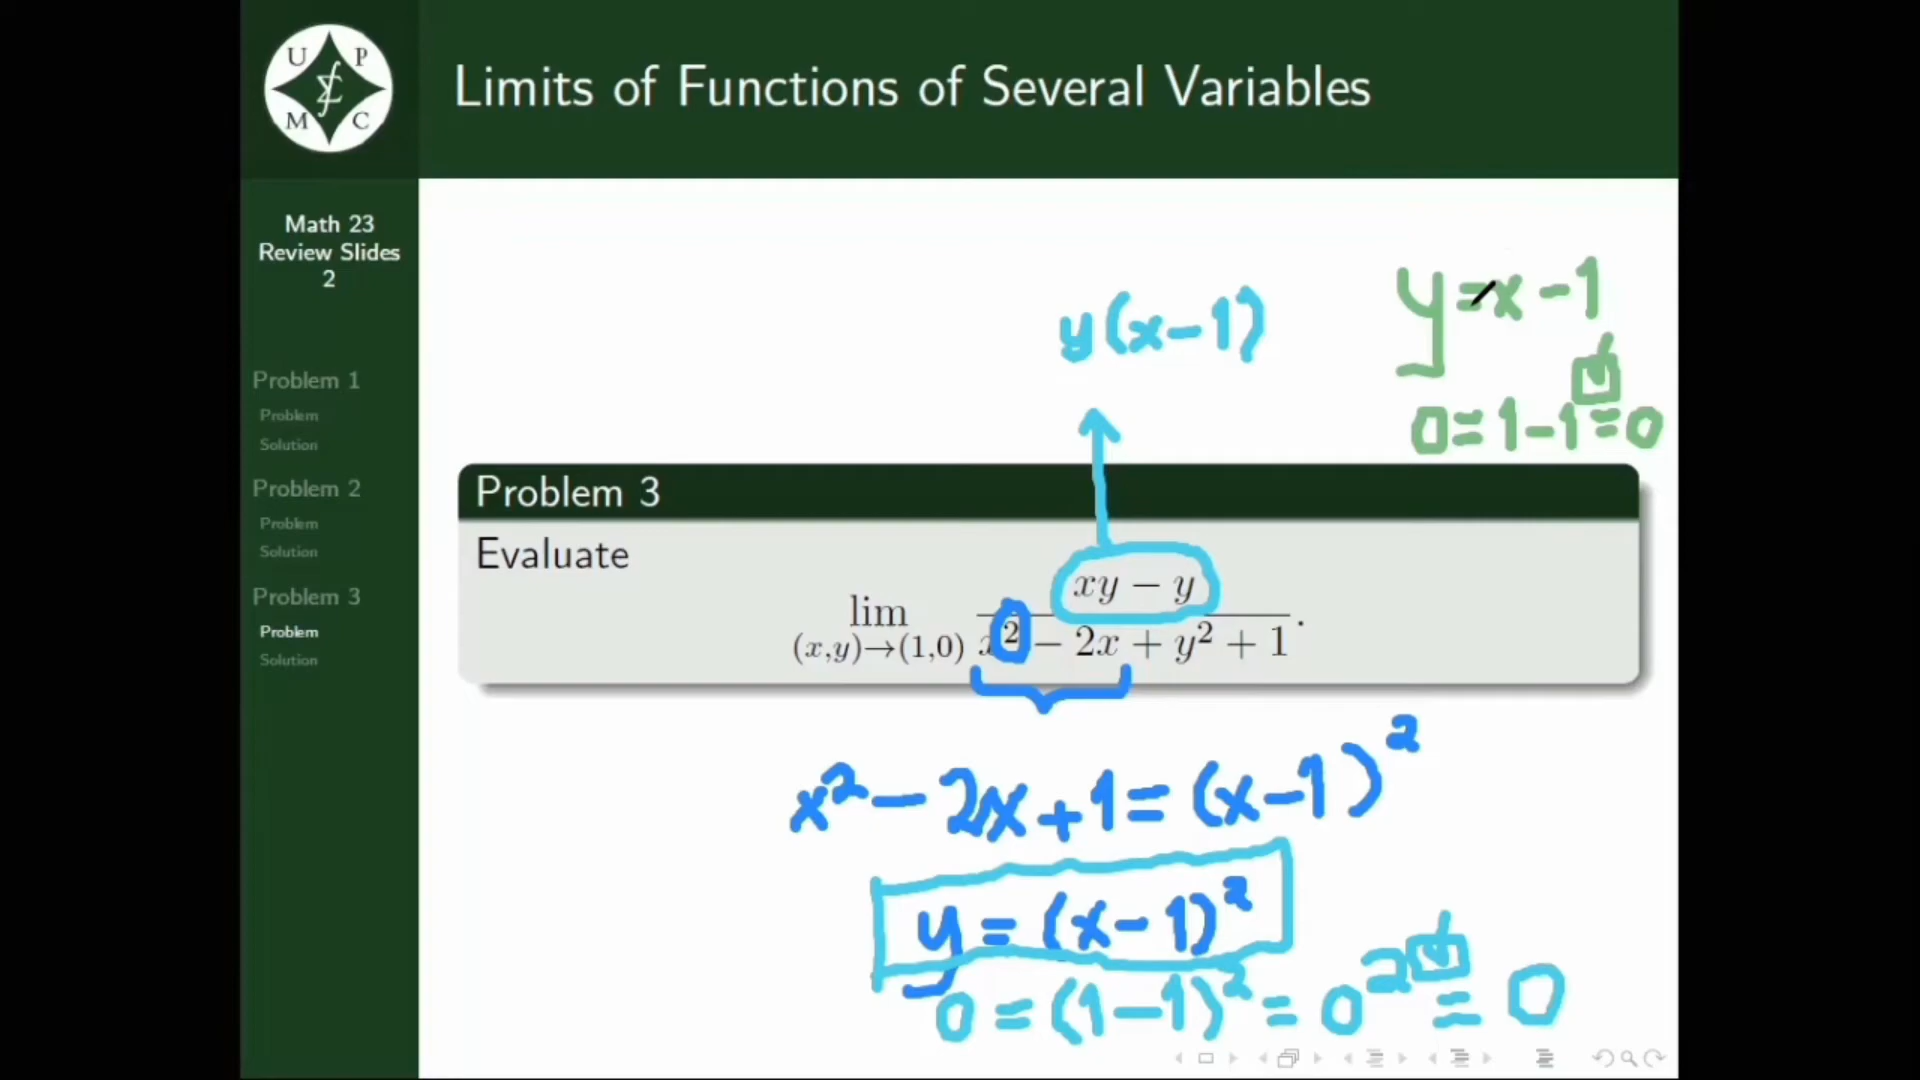 U P
M C
Limits of Functions of Several Variables
Math 23
Review Slides
2
Problem 1
Problem
Solution
Problem 2
Problem
Solution
Problem 3
Problem
Solution
y(x-1)
y=x-1
0=1-1=0
Problem 3
Evaluate
xy − y
lim
(x,y)→(1,0)
x² − 2x + y² + 1 .
x²-2x+1=(x-1)²
y=(x-1)²
0=(1-1)²=0²=0